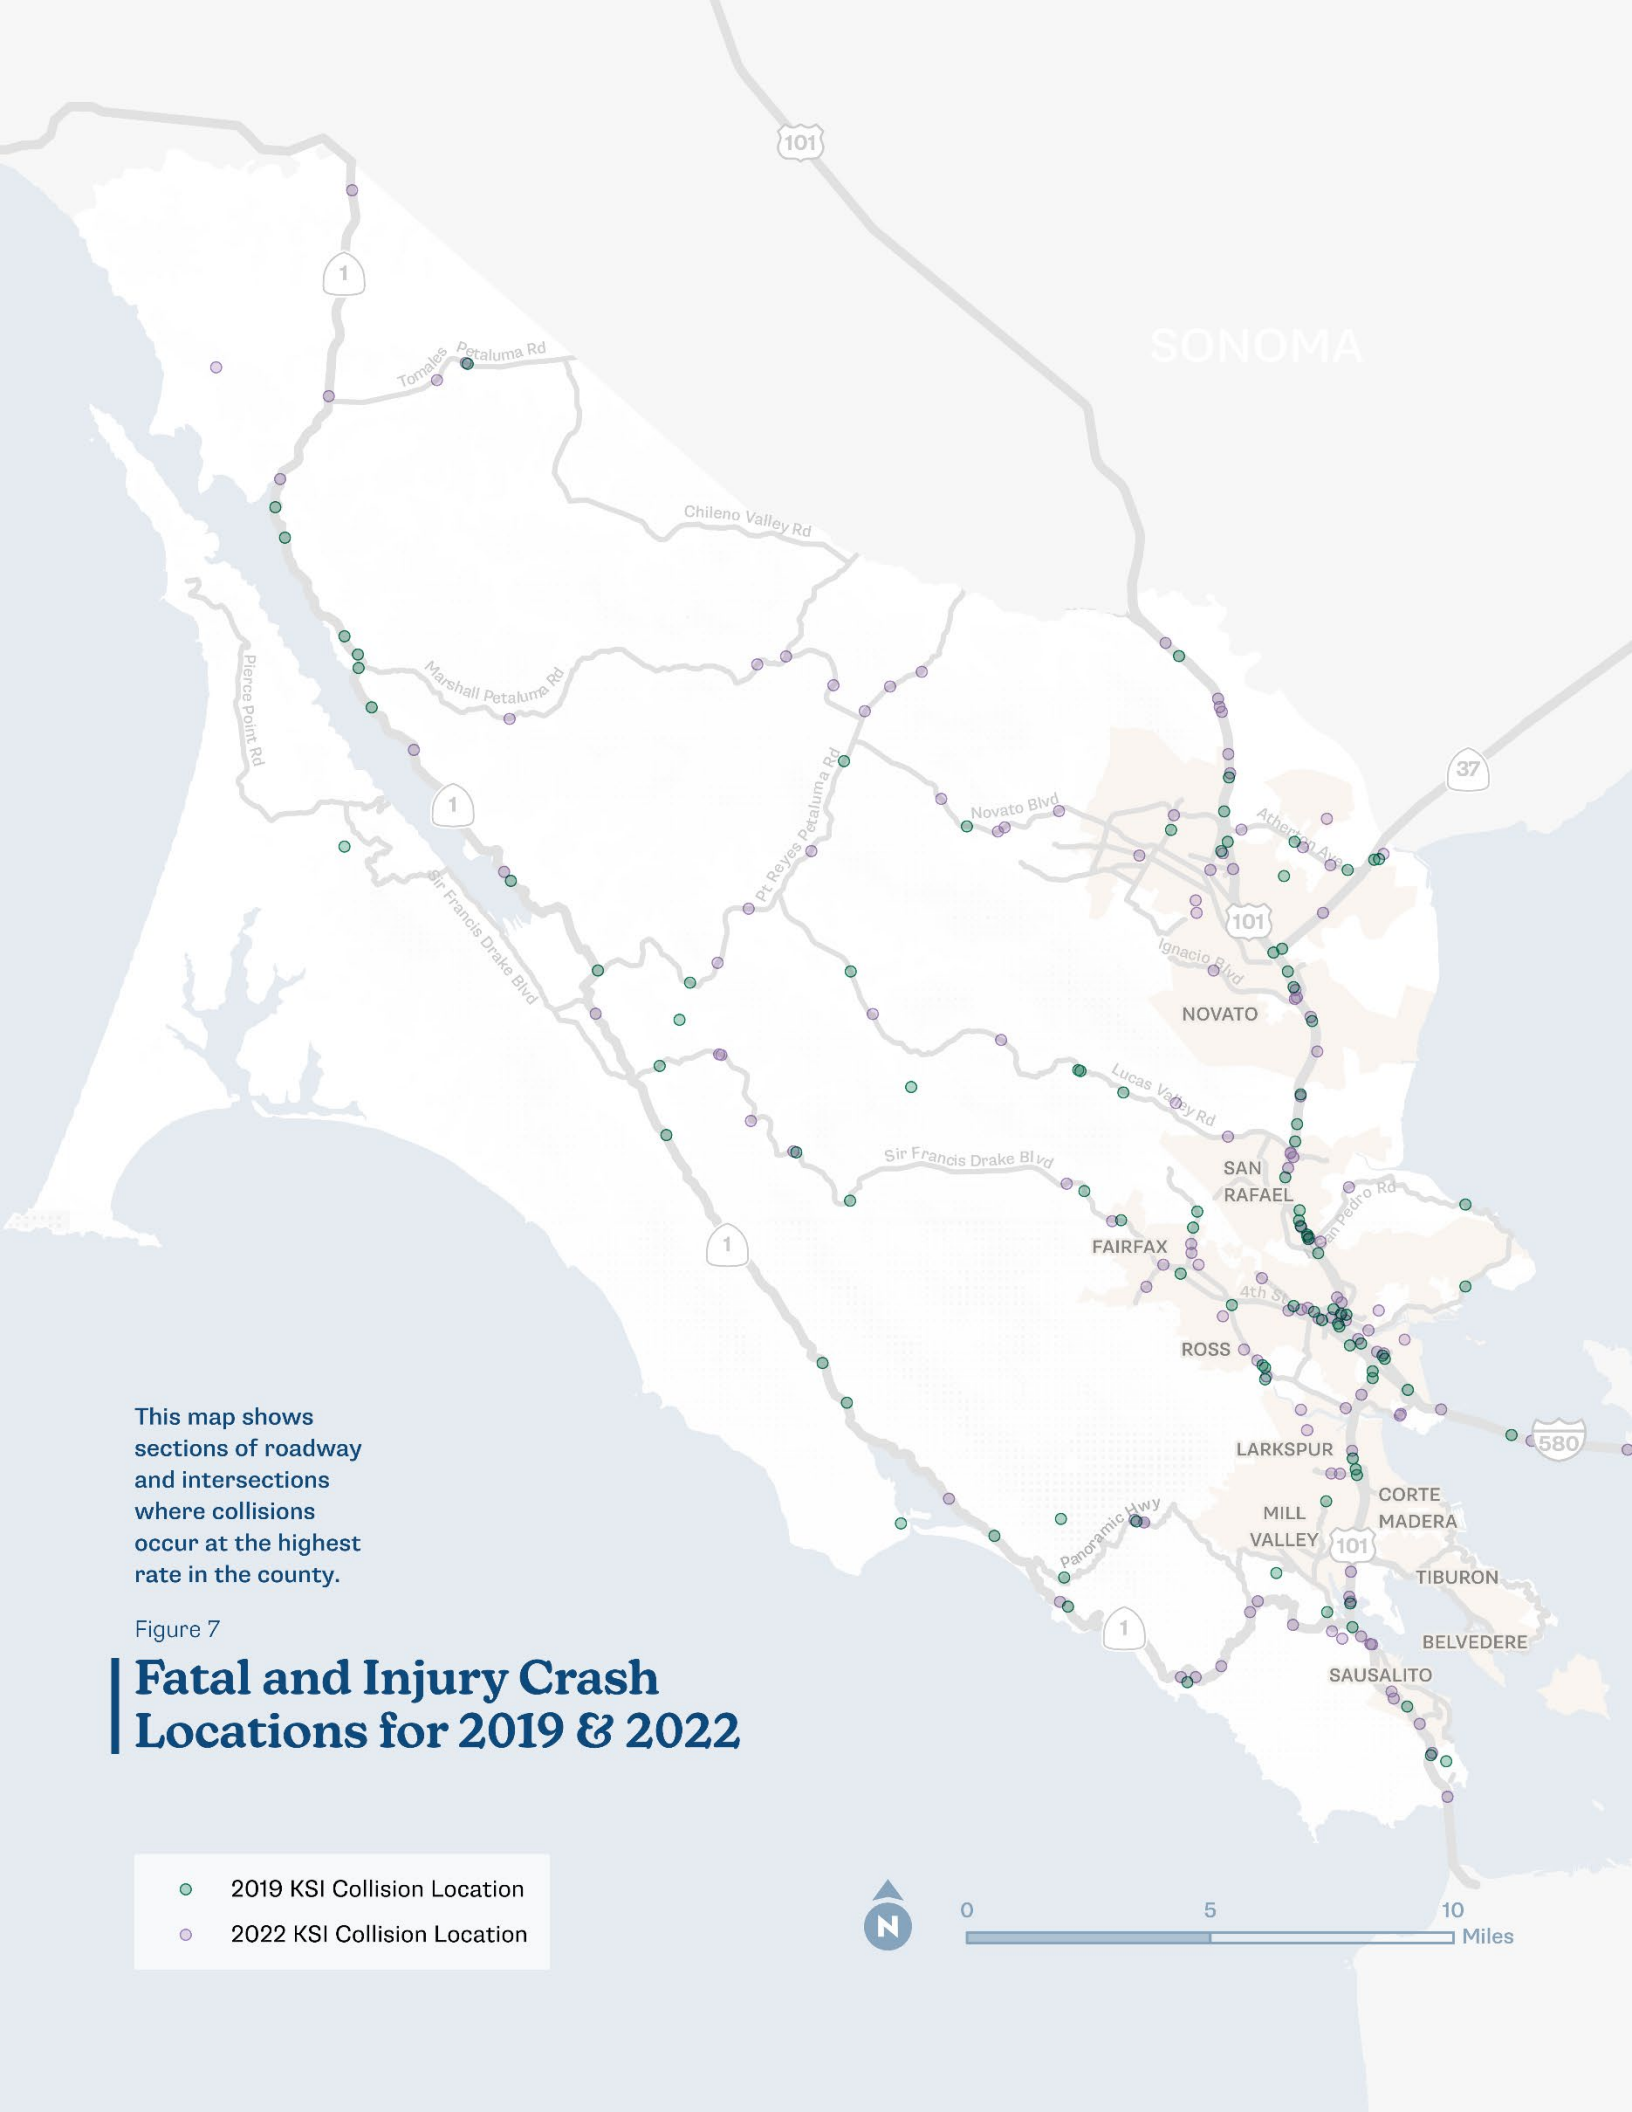 101
1
SONOMA
Tomales Petaluma Rd
Chileno Valley Rd
Marshall Petaluma Rd
Pierce Point Rd
37
1
Novato Blvd
Atherton Ave
Pt Reyes Petaluma Rd
Sir Francis Drake Blvd
101
Ignacio Blvd
NOVATO
Lucas Valley Rd
Sir Francis Drake Blvd
SAN
RAFAEL
San Pedro Rd
1
FAIRFAX
4th St
ROSS
580
LARKSPUR
CORTE
MADERA
MILL
VALLEY
Panoramic Hwy
101
TIBURON
1
BELVEDERE
SAUSALITO
This map shows
sections of roadway
and intersections
where collisions
occur at the highest
rate in the county.
Figure 7
Fatal and Injury Crash
Locations for 2019 & 2022
2019 KSI Collision Location
2022 KSI Collision Location
N
0 5 10
Miles